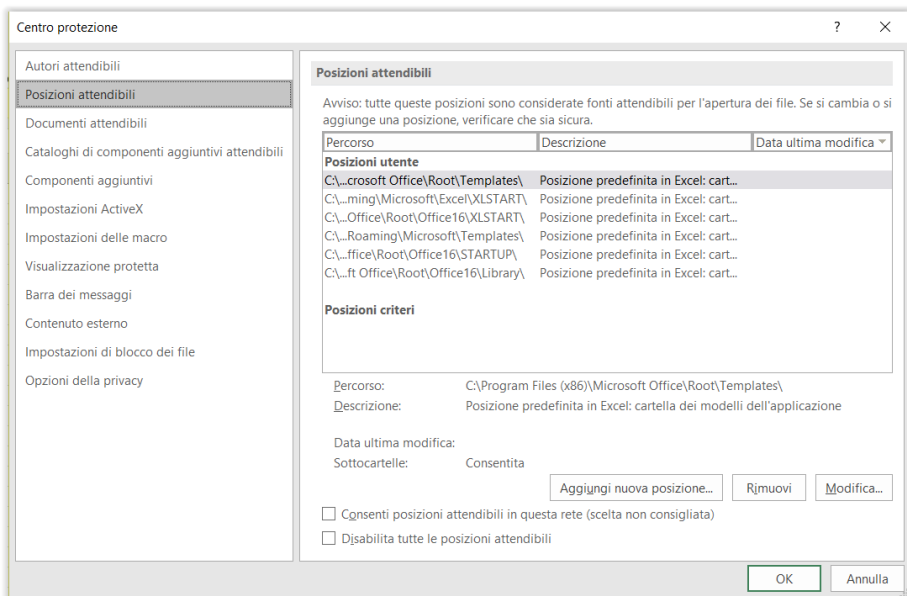 Centro protezione
?
Autori attendibili
Posizioni attendibili
Documenti attendibili
Cataloghi di componenti aggiuntivi attendibili
Componenti aggiuntivi
Impostazioni ActiveX
Impostazioni delle macro
Visualizzazione protetta
Barra dei messaggi
Contenuto esterno
Impostazioni di blocco dei file
Opzioni della privacy
Posizioni attendibili
Avviso: tutte queste posizioni sono considerate fonti attendibili per l'apertura dei file. Se si cambia o si
aggiunge una posizione, verificare che sia sicura.
Percorso Descrizione Data ultima modifica
Posizioni utente
C:\...crosoft Office\Root\Templates\ Posizione predefinita in Excel: cart...
C:\...ming\Microsoft\Excel\XLSTART\ Posizione predefinita in Excel: cart...
C:\...Office\Root\Office16\XLSTART\ Posizione predefinita in Excel: cart...
C:\...Roaming\Microsoft\Templates\ Posizione predefinita in Excel: cart...
C:\...ffice\Root\Office16\STARTUP\ Posizione predefinita in Excel: cart...
C:\...ft Office\Root\Office16\Library\ Posizione predefinita in Excel: cart...
Posizioni criteri
Percorso: C:\Program Files (x86)\Microsoft Office\Root\Templates\
Descrizione: Posizione predefinita in Excel: cartella dei modelli dell'applicazione
Data ultima modifica:
Sottocartelle: Consentita
Aggiungi nuova posizione... Rimuovi Modifica...
Consenti posizioni attendibili in questa rete (scelta non consigliata)
Disabilita tutte le posizioni attendibili
OK Annulla